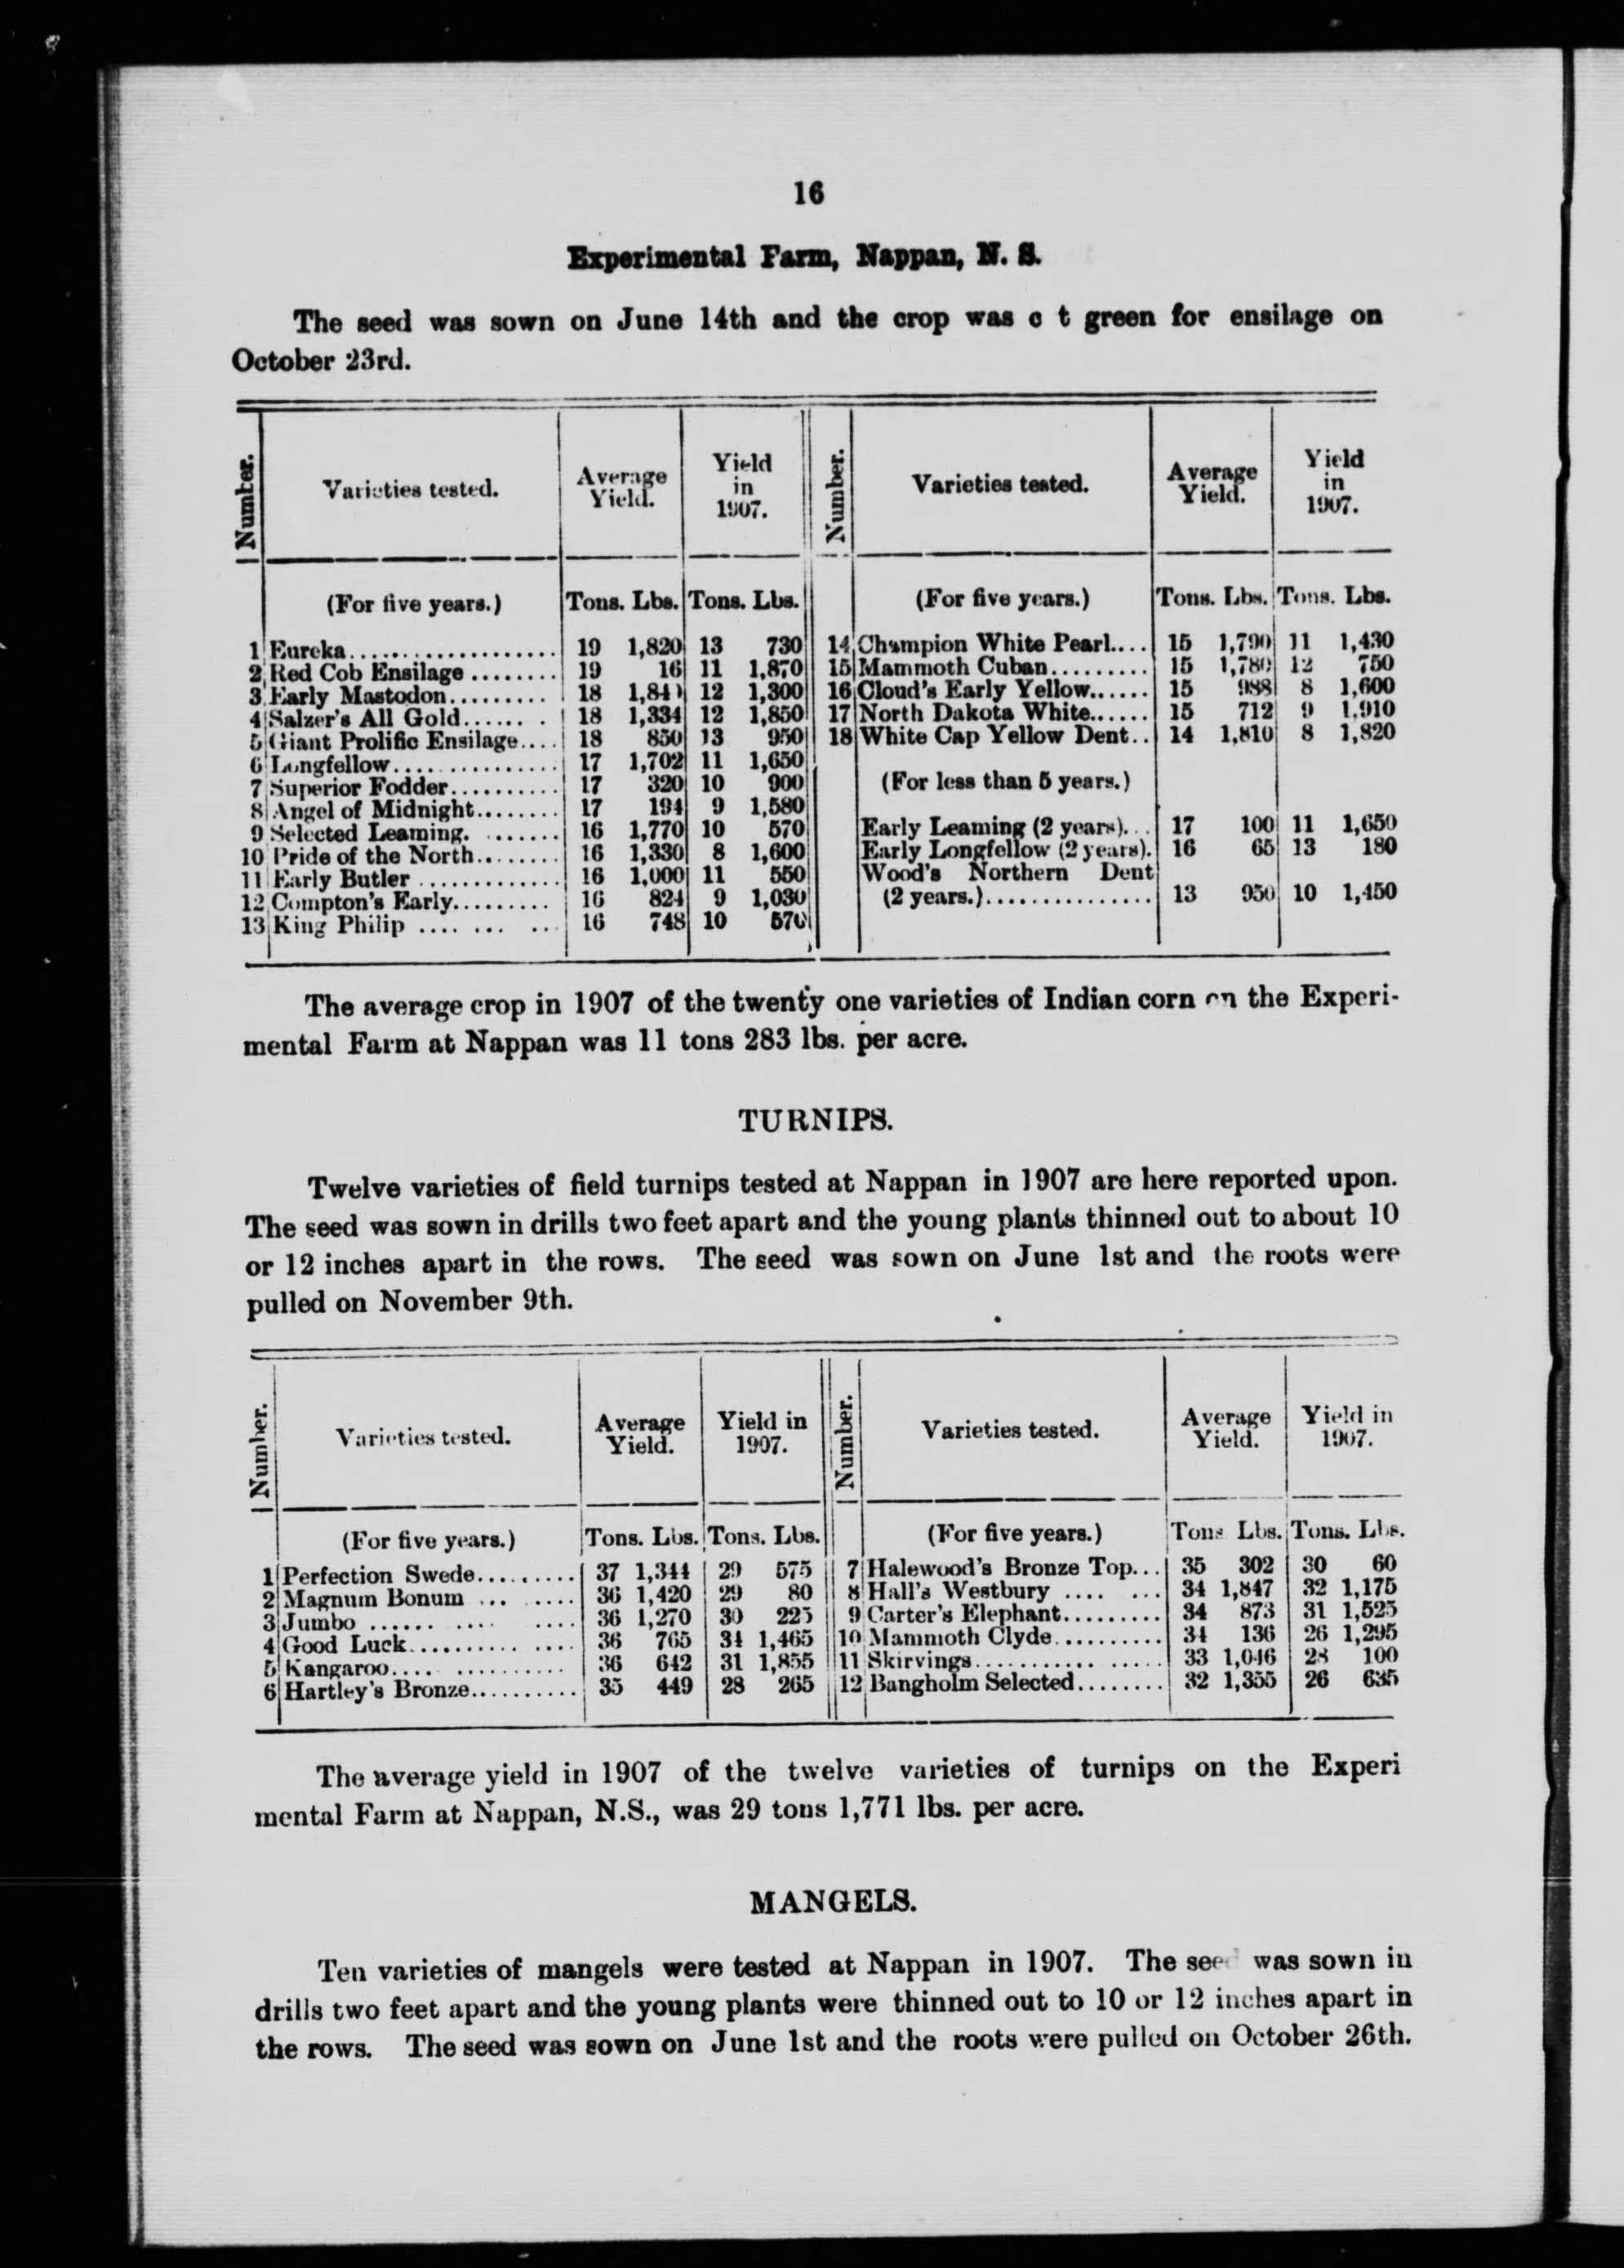 16
Experimental Farm, Nappan, N. S.
The seed was sown on June 14th and the crop was c t green for ensilage on
October 23rd.
Number. Varieties tested. Average Yield. Yield in 1907. Number. Varieties tested. Average Yield. Yield in 1907.
(For five years.) Tons. Lbs. Tons. Lbs. (For five years.) Tons. Lbs. Tons. Lbs.
1 Eureka.................. 19 1,820 13 730 14 Champion White Pearl.... 15 1,790 11 1,430
2 Red Cob Ensilage ........ 19 16 11 1,870 15 Mammoth Cuban......... 15 1,780 12 750
3 Early Mastodon......... 18 12 1,300 16 Cloud's Early Yellow...... 15 988 8 1,600
4 Salzer's All Gold....... . 18 1,334 12 1,850 17 North Dakota White...... 15 712 9 1,910
5 Giant Prolific Ensilage.... 18 850 13 950 18 White Cap Yellow Dent.. 14 1,810 8 1,820
6 Longfellow............... 17 1,702 11 1,650
7 Superior Fodder.......... 17 320 10 900 (For less than 5 years.)
8 Angel of Midnight........ 17 194 9 1,580
9 Selected Leaming. ....... 16 1,770 10 570 Early Leaming (2 years)... 17 100 11 1,650
10 Pride of the North........ 16 1,330 8 1,600 Early Longfellow (2 years). 16 65 13 180
11 Early Butler ............. 16 1,000 11 550 Wood's Northern Dent
12 Compton's Early......... 16 824 9 1,030 (2 years.)............... 13 950 10 1,450
13 King Philip .... ... .. 16 748 10 570
The average crop in 1907 of the twenty one varieties of Indian corn on the Experi-
mental Farm at Nappan was 11 tons 283 lbs. per acre.
TURNIPS.
Twelve varieties of field turnips tested at Nappan in 1907 are here reported upon.
The seed was sown in drills two feet apart and the young plants thinned out to about 10
or 12 inches apart in the rows. The seed was sown on June 1st and the roots were
pulled on November 9th.
Number. Varieties tested. Average Yield. Yield in 1907. Number. Varieties tested. Average Yield. Yield in 1907.
(For five years.) Tons. Lbs. Tons. Lbs. (For five years.) Tons Lbs. Tons. Lbs.
1 Perfection Swede......... 37 1,344 29 575 7 Halewood's Bronze Top... 35 302 30 60
2 Magnum Bonum ... ..... 36 1,420 29 80 8 Hall's Westbury .... ... 34 1,847 32 1,175
3 Jumbo ...... .... .... 36 1,270 30 225 9 Carter's Elephant......... 34 873 31 1,525
4 Good Luck.......... .... 36 765 34 1,465 10 Mammoth Clyde.......... 34 136 26 1,295
5 Kangaroo.... ........... 36 642 31 1,855 11 Skirvings............ ..... 33 1,046 28 100
6 Hartley's Bronze.......... 35 449 28 265 12 Bangholm Selected........ 32 1,355 26 635
The average yield in 1907 of the twelve varieties of turnips on the Experi
mental Farm at Nappan, N.S., was 29 tons 1,771 lbs. per acre.
MANGELS.
Ten varieties of mangels were tested at Nappan in 1907. The seed was sown in
drills two feet apart and the young plants were thinned out to 10 or 12 inches apart in
the rows. The seed was sown on June 1st and the roots were pulled on October 26th.